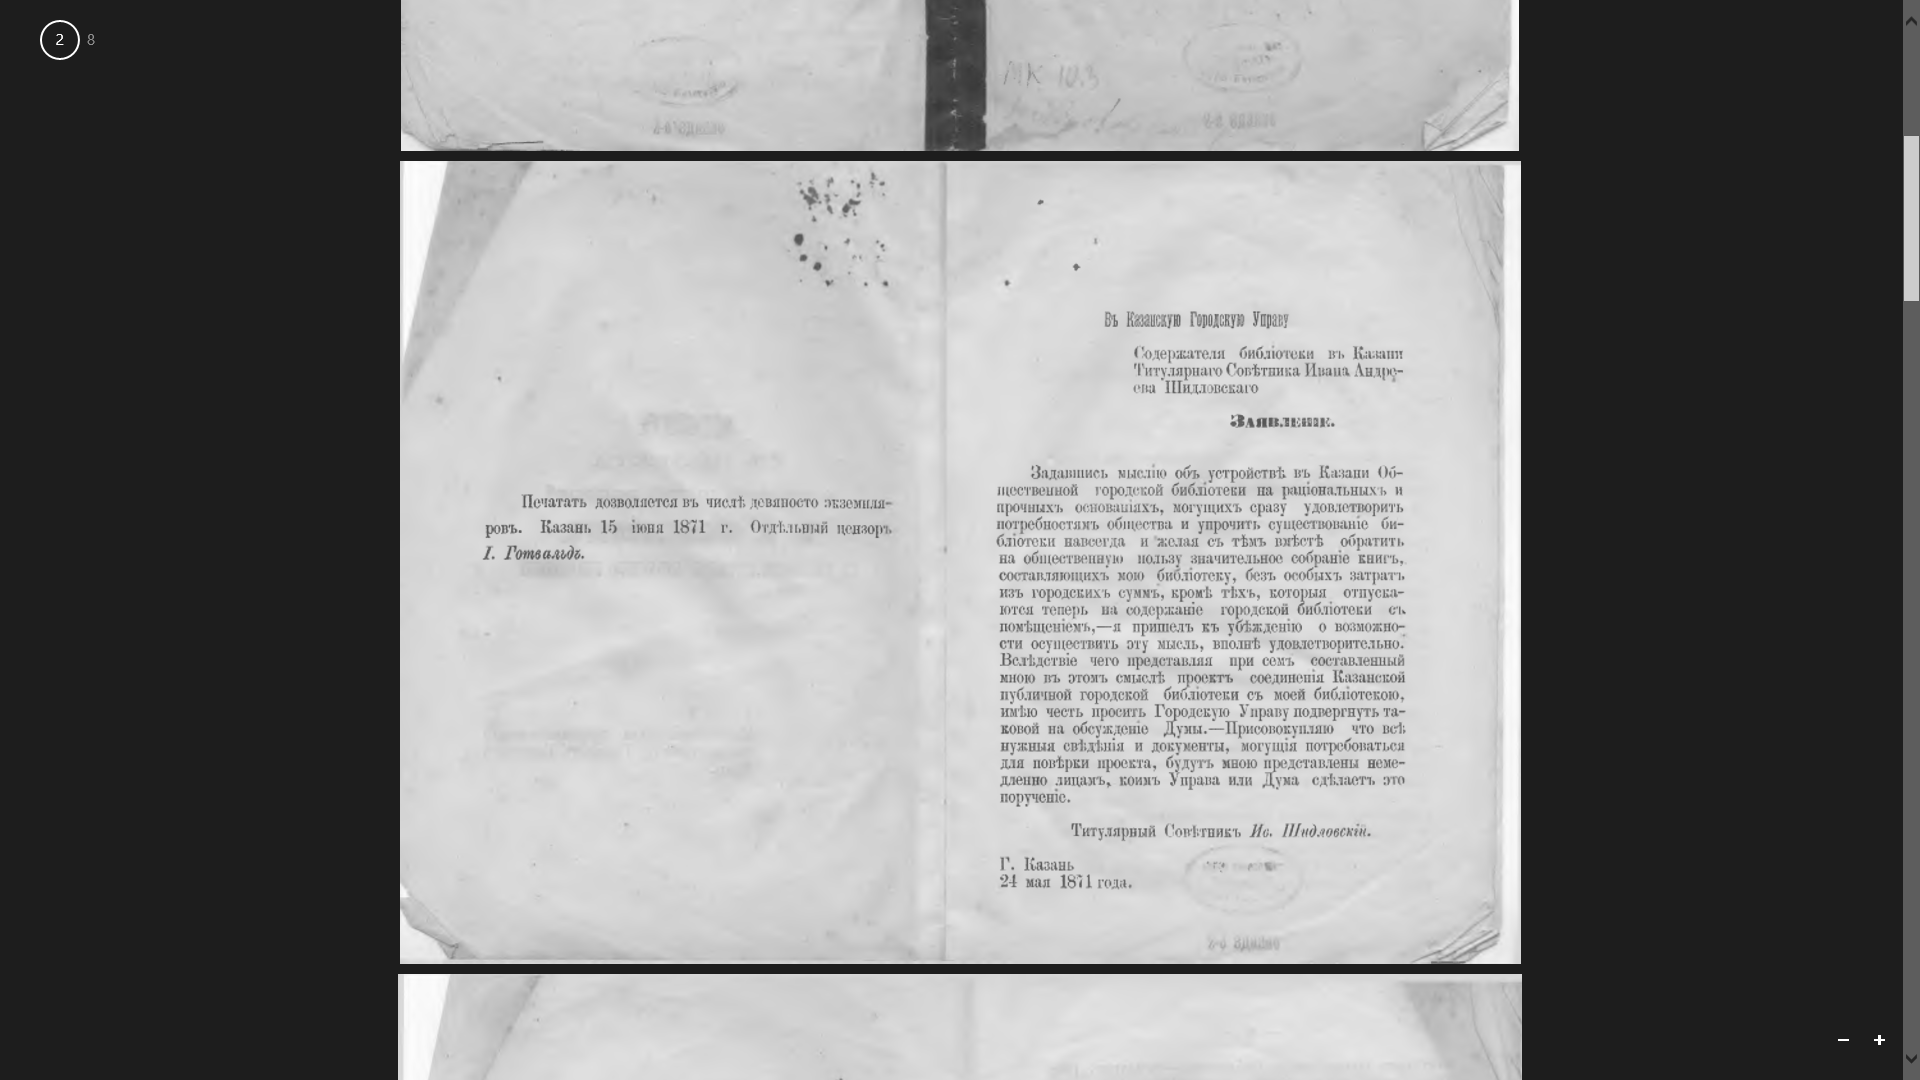 2 8
МК 10.3
Печатать дозволяется въ числѣ девяносто экземпля-
ровъ. Казань 15 іюня 1871 г. Отдѣльный цензоръ
І. Готвальдъ.
Въ Казанскую Городскую Управу
Содержателя библіотеки въ Казани
Титулярнаго Совѣтника Ивана Андре-
ева Шидловскаго
Заявленіе.
Задавшись мыслію объ устройствѣ въ Казани Об-
щественной городской библіотеки на раціональныхъ и
прочныхъ основаніяхъ, могущихъ сразу удовлетворить
потребностямъ общества и упрочить существованіе би-
бліотеки навсегда и желая съ тѣмъ вмѣстѣ обратить
на общественную пользу значительное собраніе книгъ,
составляющихъ мою библіотеку, безъ особыхъ затратъ
изъ городскихъ суммъ, кромѣ тѣхъ, которыя отпуска-
ются теперь на содержаніе городской библіотеки съ
помѣщеніемъ,—я пришелъ къ убѣжденію о возможно-
сти осуществить эту мысль, вполнѣ удовлетворительно.
Вслѣдствіе чего представляя при семъ составленный
мною въ этомъ смыслѣ проектъ соединенія Казанской
публичной городской библіотеки съ моей библіотекою,
имѣю честь просить Городскую Управу подвергнуть та-
ковой на обсужденіе Думы.—Присовокупляю что всѣ
нужныя свѣдѣнія и документы, могущія потребоваться
для повѣрки проекта, будутъ мною представлены неме-
дленно лицамъ, коимъ Управа или Дума сдѣлаетъ это
порученіе.
Титулярный Совѣтникъ Ив. Шидловскій.
Г. Казань
24 мая 1871 года.